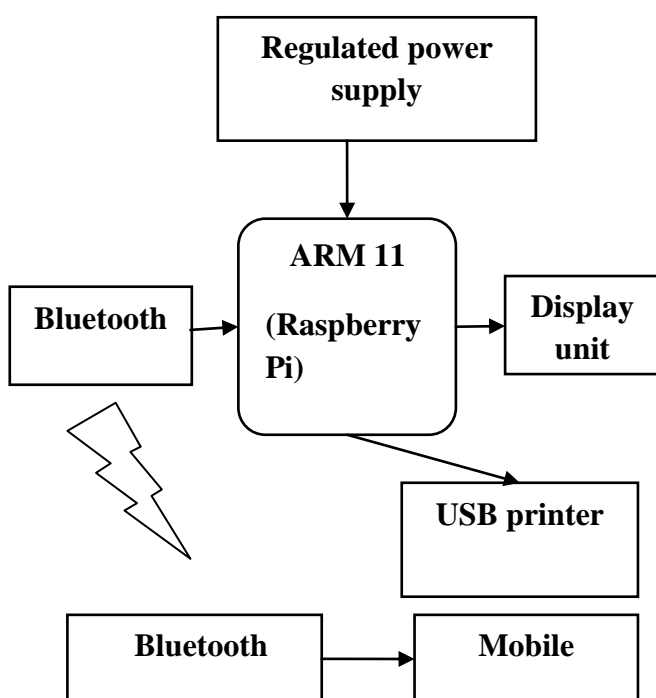 Regulated power
supply
ARM 11
(Raspberry
Pi)
Bluetooth
Display
unit
USB printer
Bluetooth
Mobile